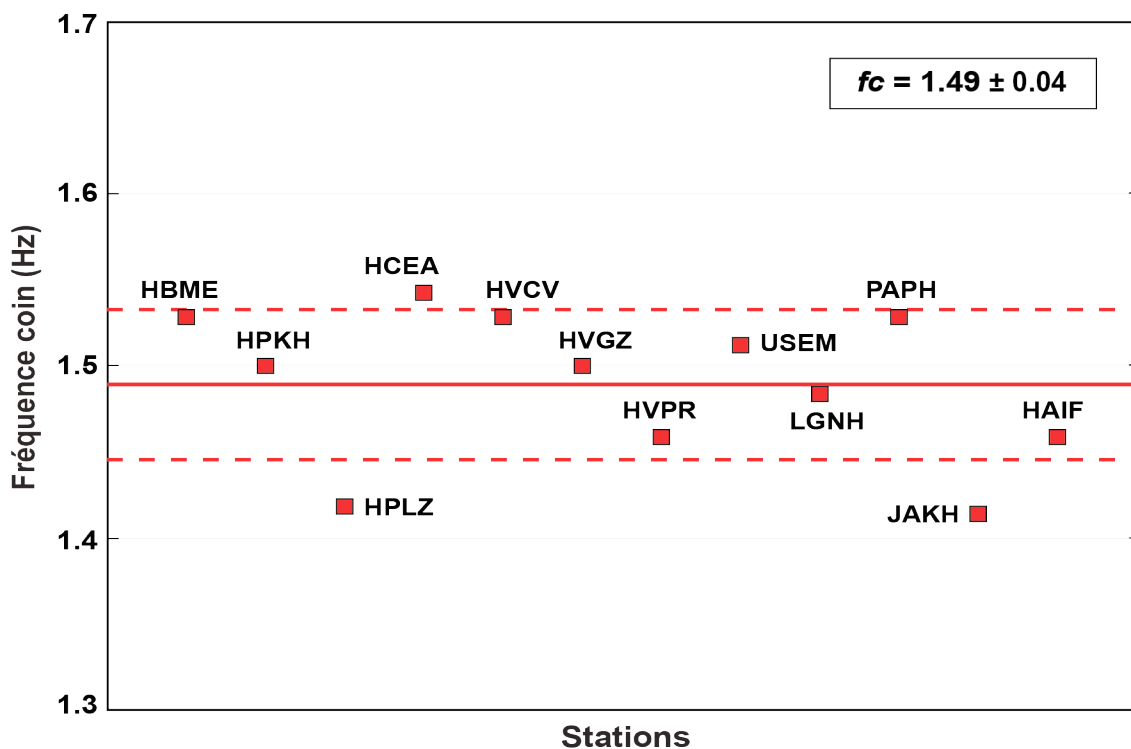 1.7
fc = 1.49 ± 0.04
1.6
HCEA
HBME
HVCV
PAPH
HPKH
HVGZ
USEM
1.5
HVPR
LGNH
HAIF
HPLZ
JAKH
1.4
1.3
Fréquence coin (Hz)
Stations